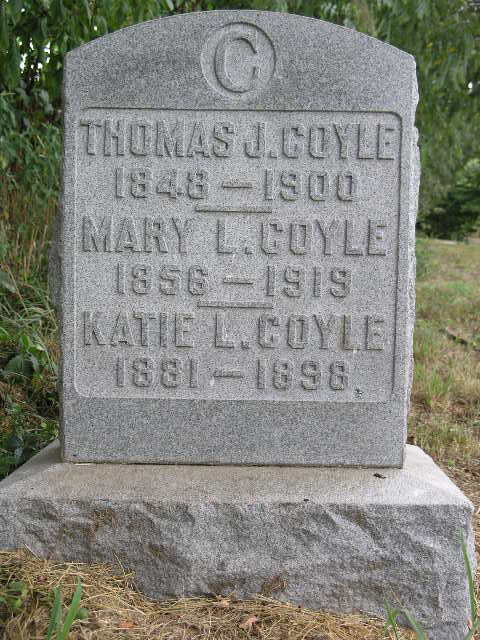 C
THOMAS J. COYLE
1848 — 1900
MARY L. COYLE
1856 — 1919
KATIE L. COYLE
1881 — 1898.